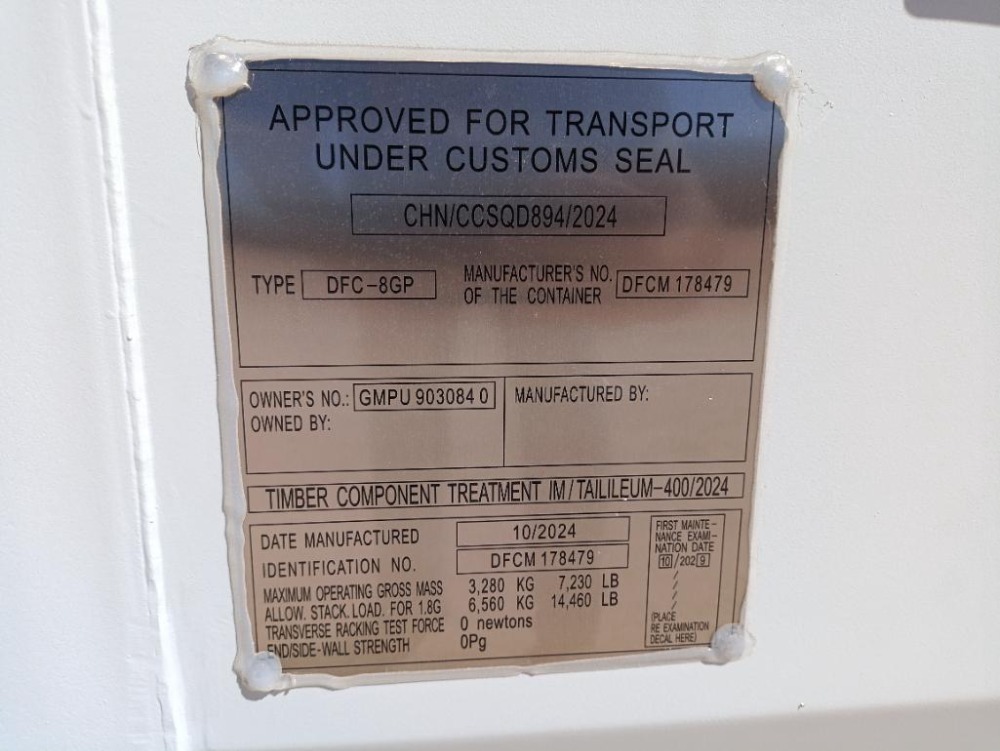 APPROVED FOR TRANSPORT
UNDER CUSTOMS SEAL
CHN/CCSQD894/2024
TYPE DFC-8GP MANUFACTURER'S NO. OF THE CONTAINER DFCM 178479
OWNER'S NO.: GMPU 903084 0
OWNED BY:
MANUFACTURED BY:
TIMBER COMPONENT TREATMENT IM/TAILILEUM-400/2024
DATE MANUFACTURED 10/2024
IDENTIFICATION NO. DFCM 178479
MAXIMUM OPERATING GROSS MASS 3,280 KG 7,230 LB
ALLOW. STACK. LOAD. FOR 1.8G 6,560 KG 14,460 LB
TRANSVERSE RACKING TEST FORCE 0 newtons
END/SIDE-WALL STRENGTH 0Pg
FIRST MAINTE-
NANCE EXAMI-
NATION DATE
10/2029
/
/
/
/
(PLACE
RE EXAMINATION
DECAL HERE)